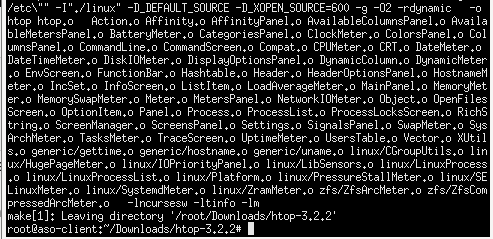 /etc\"" -I"./linux" -D_DEFAULT_SOURCE -D_XOPEN_SOURCE=600 -g -O2 -rdynamic   -o
htop htop.o   Action.o Affinity.o AffinityPanel.o AvailableColumnsPanel.o Availa
bleMetersPanel.o BatteryMeter.o CategoriesPanel.o ClockMeter.o ColorsPanel.o Col
umnsPanel.o CommandLine.o CommandScreen.o Compat.o CPUMeter.o CRT.o DateMeter.o
DateTimeMeter.o DiskIOMeter.o DisplayOptionsPanel.o DynamicColumn.o DynamicMeter
.o EnvScreen.o FunctionBar.o Hashtable.o Header.o HeaderOptionsPanel.o HostnameM
eter.o IncSet.o InfoScreen.o ListItem.o LoadAverageMeter.o MainPanel.o MemoryMet
er.o MemorySwapMeter.o Meter.o MetersPanel.o NetworkIOMeter.o Object.o OpenFiles
Screen.o OptionItem.o Panel.o Process.o ProcessList.o ProcessLocksScreen.o RichS
tring.o ScreenManager.o ScreensPanel.o Settings.o SignalsPanel.o SwapMeter.o Sys
ArchMeter.o TasksMeter.o TraceScreen.o UptimeMeter.o UsersTable.o Vector.o XUtil
s.o generic/gettime.o generic/hostname.o generic/uname.o linux/CGroupUtils.o lin
ux/HugePageMeter.o linux/IOPriorityPanel.o linux/LibSensors.o linux/LinuxProcess
.o linux/LinuxProcessList.o linux/Platform.o linux/PressureStallMeter.o linux/SE
LinuxMeter.o linux/SystemdMeter.o linux/ZramMeter.o zfs/ZfsArcMeter.o zfs/ZfsCom
pressedArcMeter.o   -lncursesw -ltinfo -lm
make[1]: Leaving directory '/root/Downloads/htop-3.2.2'
root@aso-client:~/Downloads/htop-3.2.2#